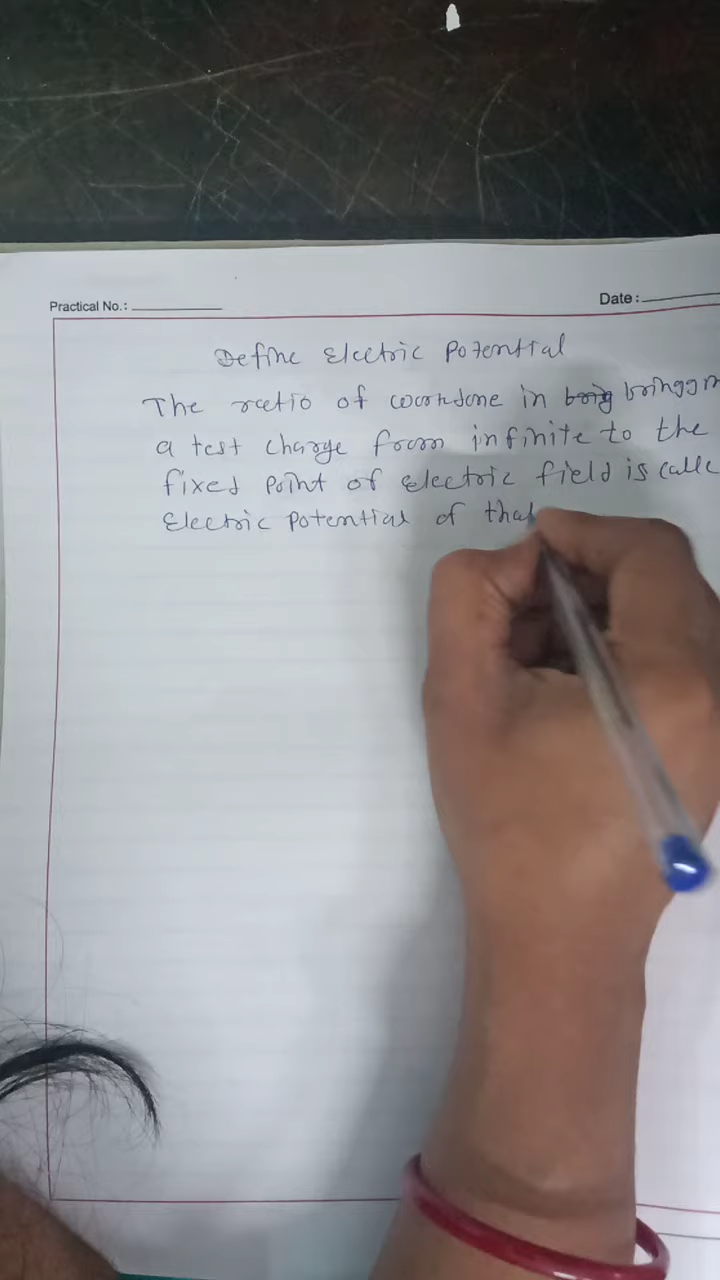 Practical No.:
Date :
Define Electric Potential
The ratio of workdone in bringgin
a test charge from infinite to the
fixed point of electric field is calle
Electric Potential of that